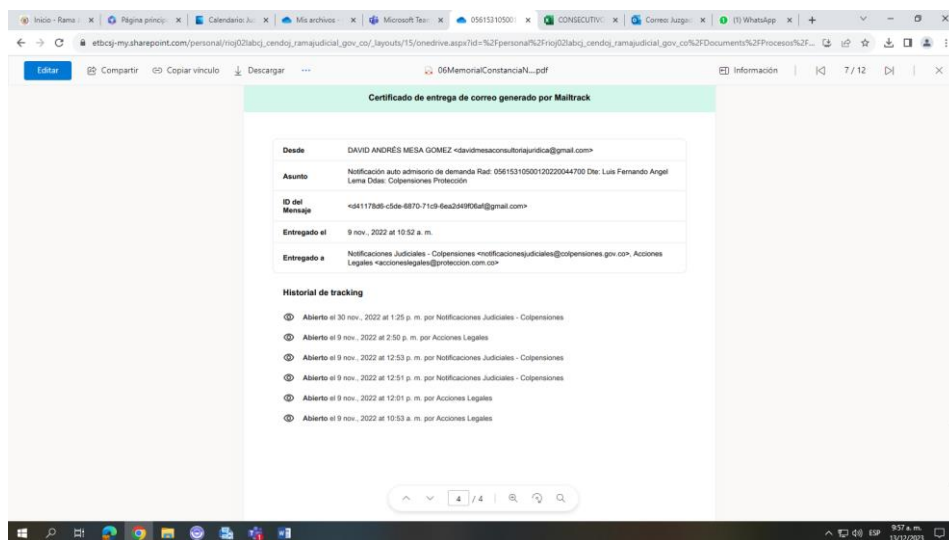 Inicio - Rama
Página princip
Calendario: Ju
Mis archivos
Microsoft Team
056153105001
CONSECUTIVO
Correo: Juzgad
(1) WhatsApp
etbcsj-my.sharepoint.com/personal/rioj02labcj_cendoj_ramajudicial_gov_co/_layouts/15/onedrive.aspx?id=%2Fpersonal%2Frioj02labcj_cendoj_ramajudicial_gov_co%2FDocuments%2FProcesos%2F...
Editar Compartir Copiar vínculo Descargar ... 06MemorialConstanciaN....pdf Información 7 / 12
Certificado de entrega de correo generado por Mailtrack
Desde DAVID ANDRÉS MESA GOMEZ <davidmesaconsultoriajuridica@gmail.com>
Asunto Notificación auto admisorio de demanda Rad: 05615310500120220044700 Dte: Luis Fernando Angel
Lema Ddas: Colpensiones Protección
ID del
Mensaje <d41178d6-c5de-6870-71c9-6ea2d49f06af@gmail.com>
Entregado el 9 nov., 2022 at 10:52 a. m.
Entregado a Notificaciones Judiciales - Colpensiones <notificacionesjudiciales@colpensiones.gov.co>, Acciones
Legales <accioneslegales@proteccion.com.co>
Historial de tracking
Abierto el 30 nov., 2022 at 1:25 p. m. por Notificaciones Judiciales - Colpensiones
Abierto el 9 nov., 2022 at 2:50 p. m. por Acciones Legales
Abierto el 9 nov., 2022 at 12:53 p. m. por Notificaciones Judiciales - Colpensiones
Abierto el 9 nov., 2022 at 12:51 p. m. por Notificaciones Judiciales - Colpensiones
Abierto el 9 nov., 2022 at 12:01 p. m. por Acciones Legales
Abierto el 9 nov., 2022 at 10:53 a. m. por Acciones Legales
4 / 4
ESP
9:57 a. m.
13/12/2023